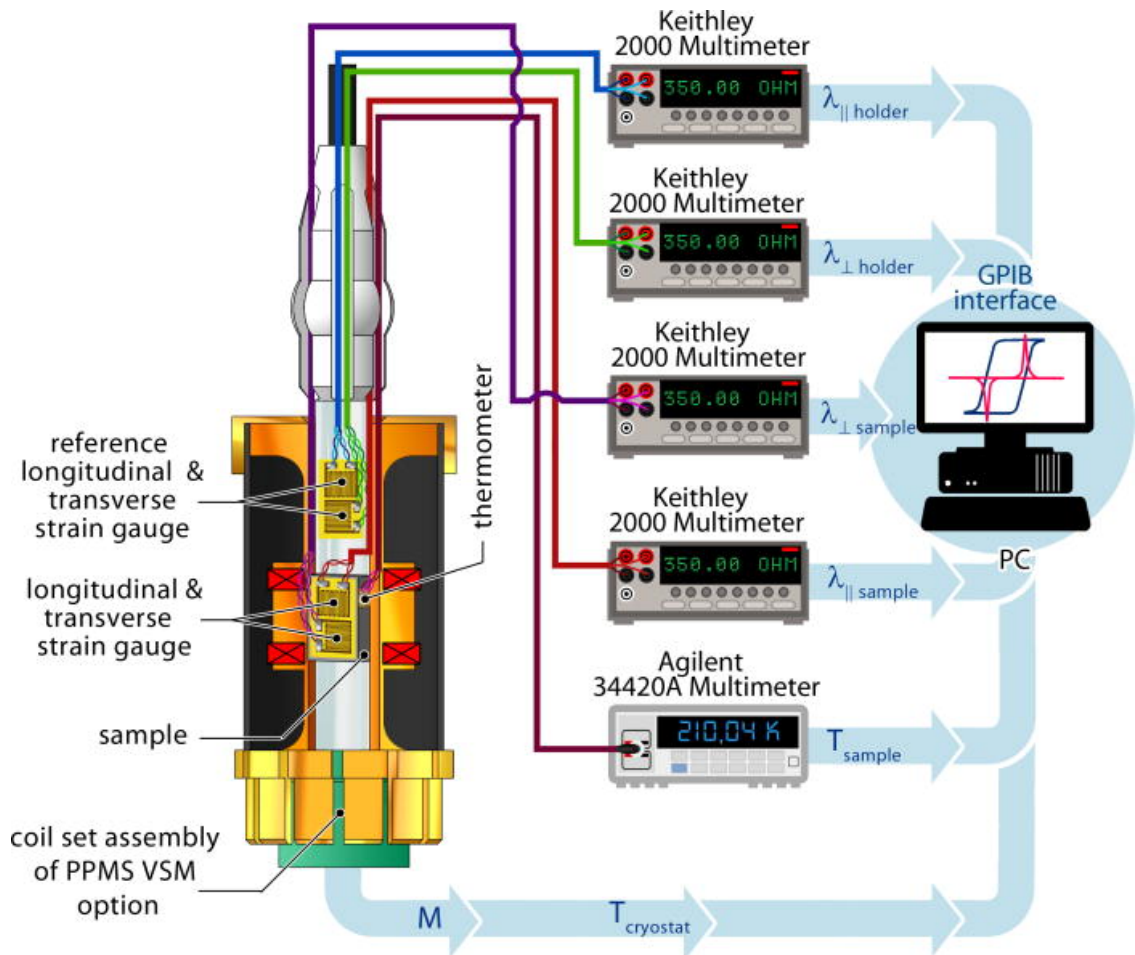 Keithley
2000 Multimeter
350.00 OHM
λ|| holder
Keithley
2000 Multimeter
350.00 OHM
λ⊥ holder
GPIB
interface
Keithley
2000 Multimeter
350.00 OHM
λ⊥ sample
PC
Keithley
2000 Multimeter
350.00 OHM
λ|| sample
Agilent
34420A Multimeter
210,04 K
Tsample
thermometer
reference
longitudinal &
transverse
strain gauge
longitudinal &
transverse
strain gauge
sample
coil set assembly
of PPMS VSM
option
M
Tcryostat